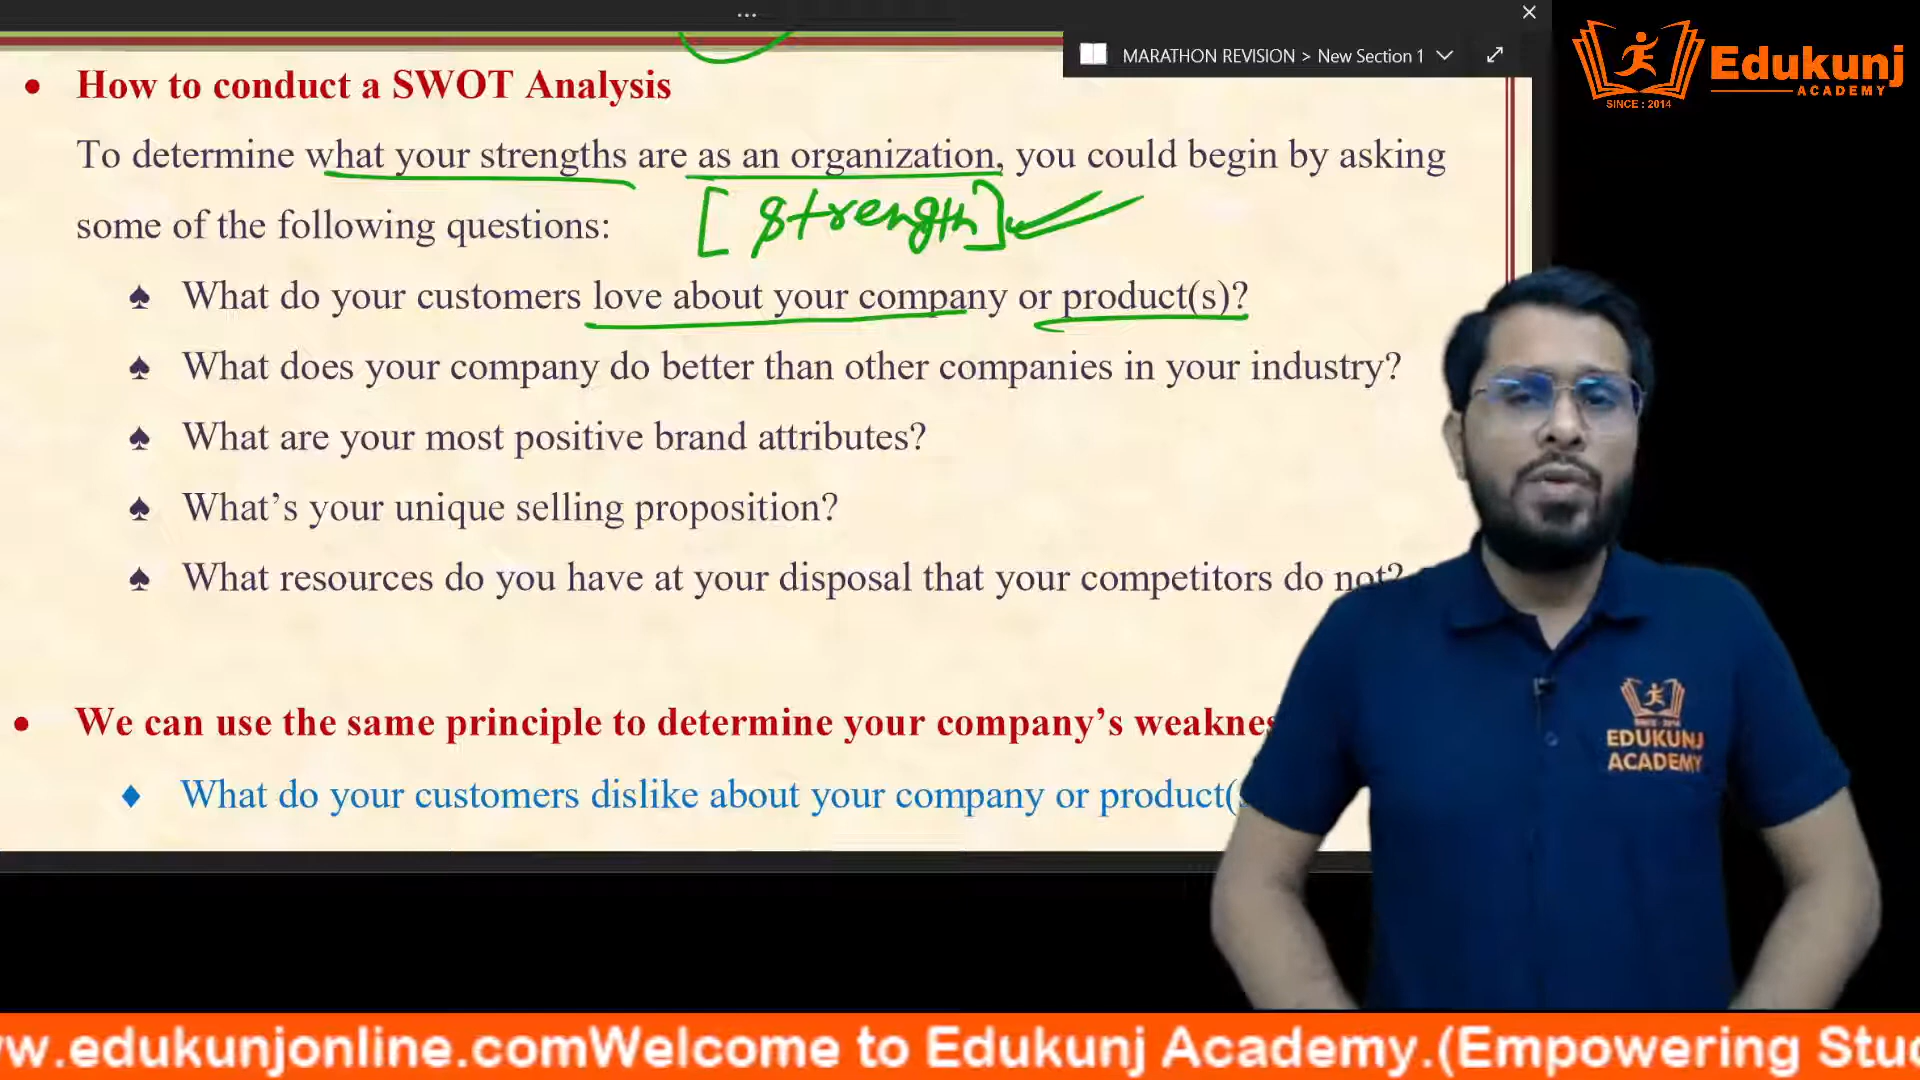 ...
MARATHON REVISION > New Section 1
Edukunj
ACADEMY
SINCE : 2014
• How to conduct a SWOT Analysis
To determine what your strengths are as an organization, you could begin by asking
some of the following questions:
[ strength ]
♠ What do your customers love about your company or product(s)?
♠ What does your company do better than other companies in your industry?
♠ What are your most positive brand attributes?
♠ What’s your unique selling proposition?
♠ What resources do you have at your disposal that your competitors do not?
• We can use the same principle to determine your company’s weakne
♦ What do your customers dislike about your company or product(
EDUKUNJ
ACADEMY
w.edukunjonline.comWelcome to Edukunj Academy.(Empowering Stu